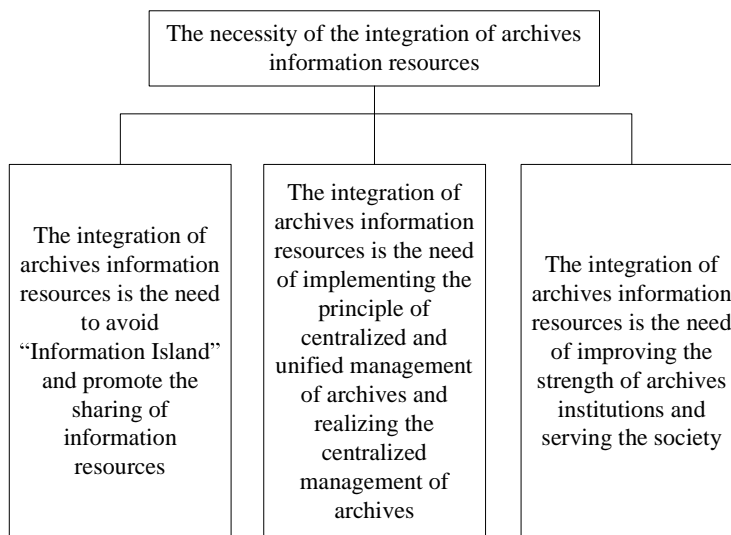 The necessity of the integration of archives
information resources
The integration of
archives information
resources is the need
to avoid
“Information Island”
and promote the
sharing of
information
resources
The integration of
archives information
resources is the need
of implementing the
principle of
centralized and
unified management
of archives and
realizing the
centralized
management of
archives
The integration of
archives information
resources is the need
of improving the
strength of archives
institutions and
serving the society